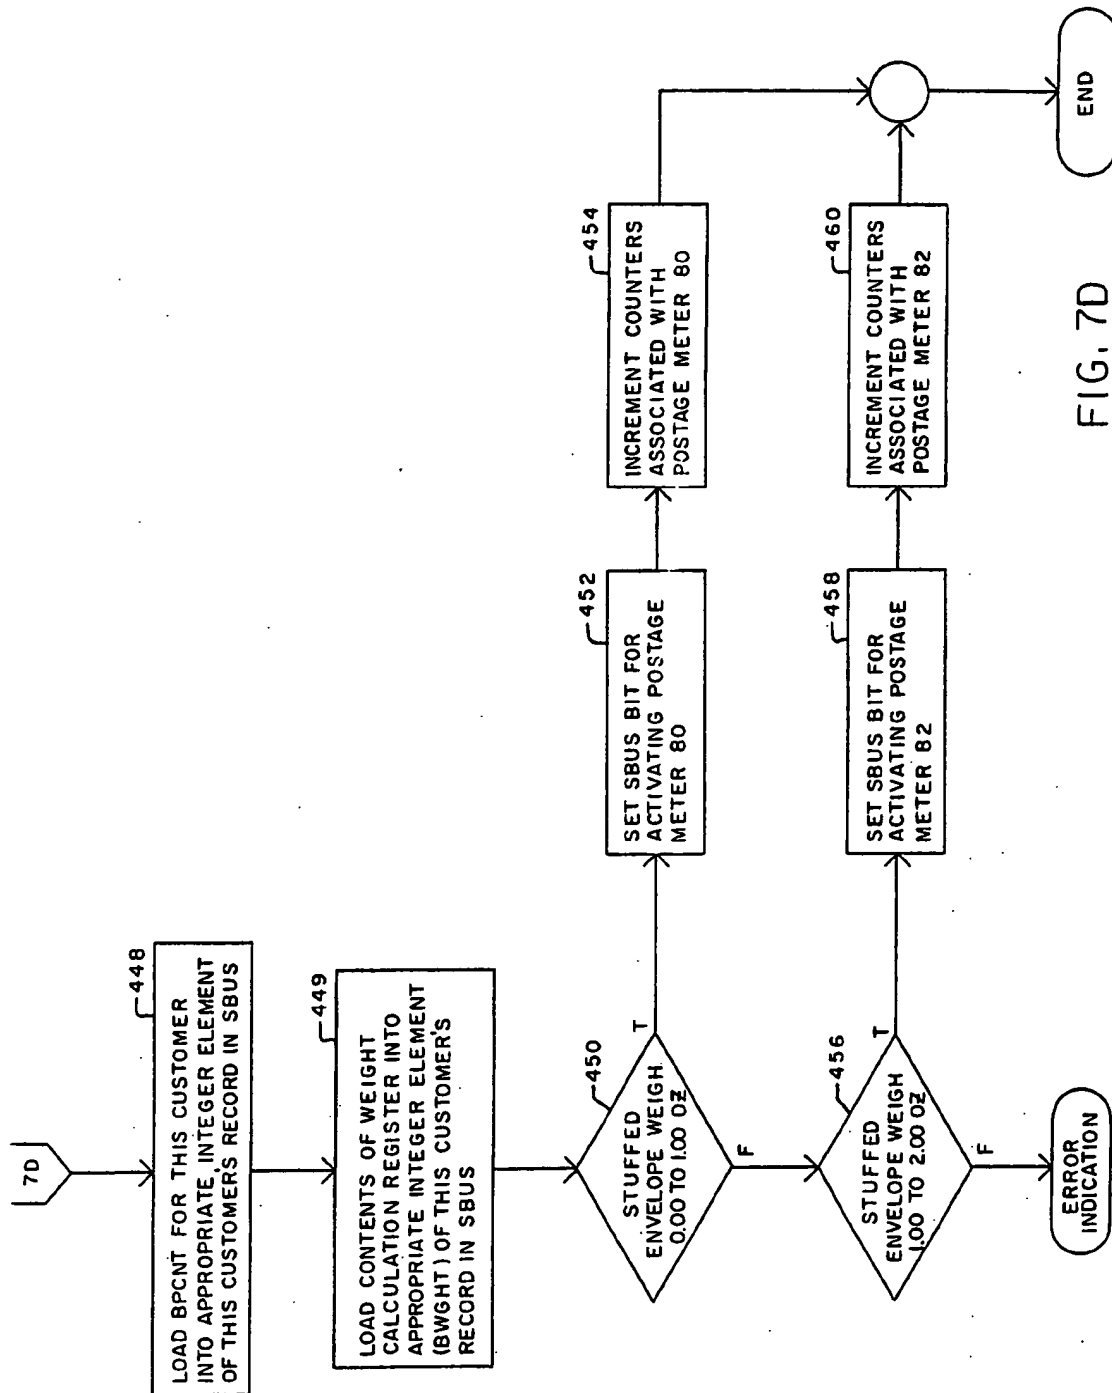 7D
448
LOAD BPCNT FOR THIS CUSTOMER
INTO APPROPRIATE INTEGER ELEMENT
OF THIS CUSTOMER'S RECORD IN SBUS
449
LOAD CONTENTS OF WEIGHT
CALCULATION REGISTER INTO
APPROPRIATE INTEGER ELEMENT
(BWGHT) OF THIS CUSTOMER'S
RECORD IN SBUS
450
STUFFED
ENVELOPE WEIGH
0.00 TO 1.00 OZ
T
F
452
SET SBUS BIT FOR
ACTIVATING POSTAGE
METER 80
454
INCREMENT COUNTERS
ASSOCIATED WITH
POSTAGE METER 80
456
STUFFED
ENVELOPE WEIGH
1.00 TO 2.00 OZ
T
F
458
SET SBUS BIT FOR
ACTIVATING POSTAGE
METER 82
460
INCREMENT COUNTERS
ASSOCIATED WITH
POSTAGE METER 82
ERROR
INDICATION
END
FIG. 7D